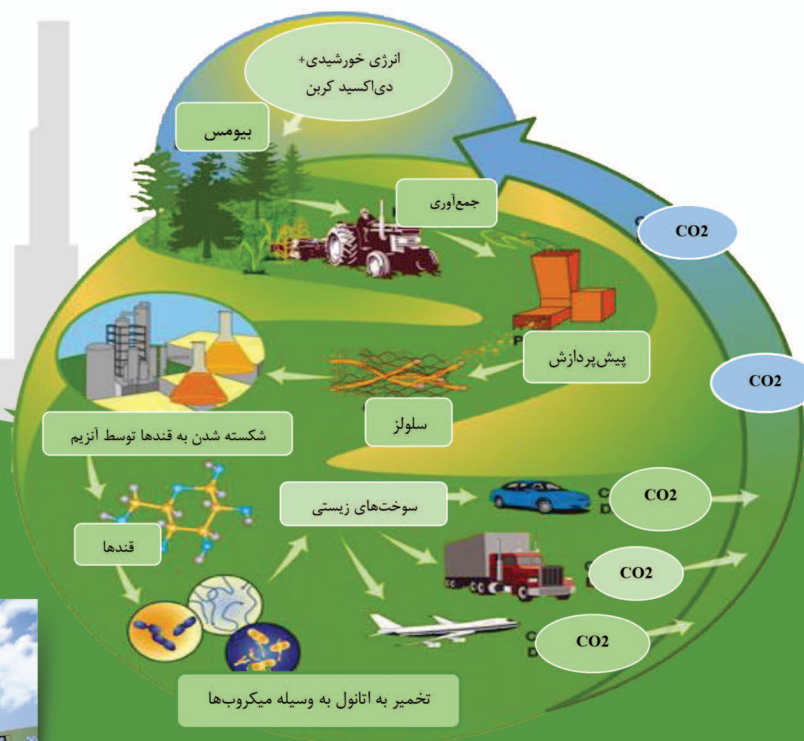 انرژی خورشیدی+
دی‌اکسید کربن
بیومس
جمع‌آوری
CO2
پیش‌پردازش
CO2
سلولز
شکسته شدن به قندها توسط آنزیم
سوخت‌های زیستی
CO2
قندها
CO2
CO2
تخمیر به اتانول به وسیله میکروب‌ها